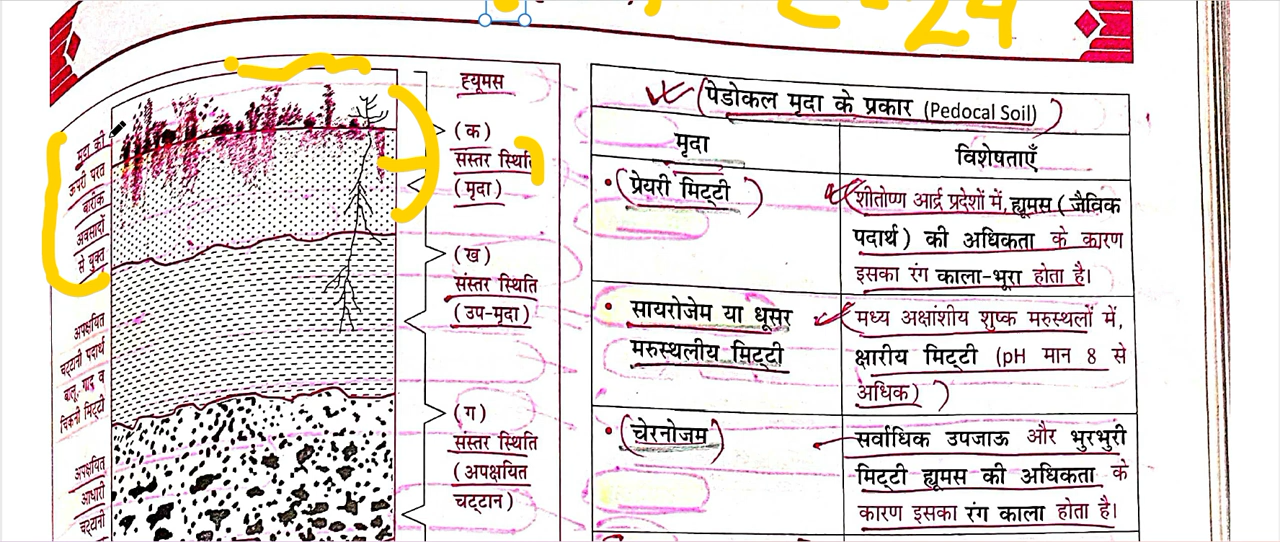 24
मृदा की
ऊपरी परत
बारीक
अवसादों
से युक्त
अपक्षयित
चट्टानी पदार्थ
बालू, गाद व
चिकनी मिट्टी
अपक्षयित
आधारी
चट्टानी
ह्यूमस
(क)
संस्तर स्थिति
(मृदा)
(ख)
संस्तर स्थिति
(उप-मृदा)
(ग)
संस्तर स्थिति
(अपक्षयित
चट्टान)
पेडोकल मृदा के प्रकार (Pedocal Soil)
मृदा
विशेषताएँ
• प्रेयरी मिट्टी
शीतोष्ण आर्द्र प्रदेशों में, ह्यूमस (जैविक
पदार्थ) की अधिकता के कारण
इसका रंग काला-भूरा होता है।
• सायरोजेम या धूसर
मरुस्थलीय मिट्टी
मध्य अक्षांशीय शुष्क मरुस्थलों में,
क्षारीय मिट्टी (pH मान 8 से
अधिक)
• चेरनोजम
सर्वाधिक उपजाऊ और भुरभुरी
मिट्टी ह्यूमस की अधिकता के
कारण इसका रंग काला होता है।